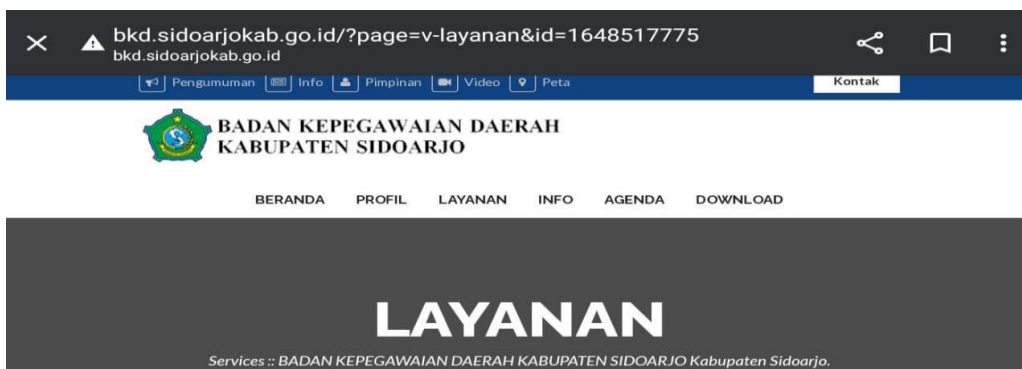 bkd.sidoarjokab.go.id/?page=v-layanan&id=1648517775
bkd.sidoarjokab.go.id
Pengumuman Info Pimpinan Video Peta Kontak
BADAN KEPEGAWAIAN DAERAH
KABUPATEN SIDOARJO
BERANDA PROFIL LAYANAN INFO AGENDA DOWNLOAD
LAYANAN
Services :: BADAN KEPEGAWAIAN DAERAH KABUPATEN SIDOARJO Kabupaten Sidoarjo.